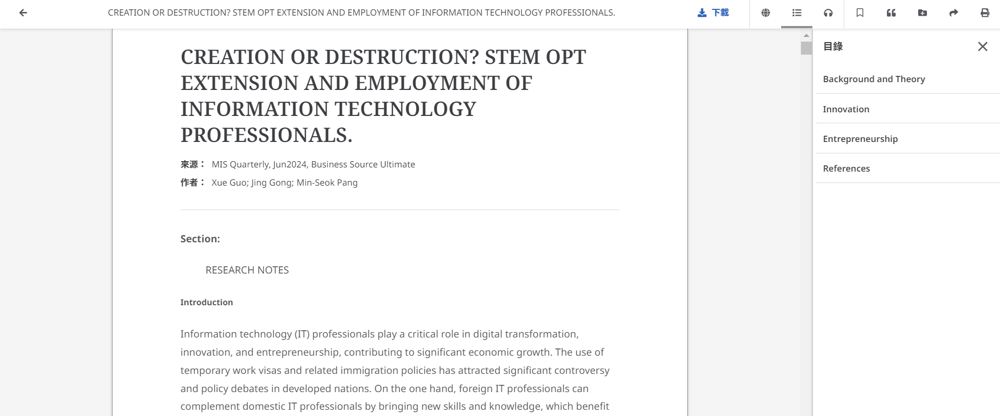 CREATION OR DESTRUCTION? STEM OPT EXTENSION AND EMPLOYMENT OF INFORMATION TECHNOLOGY PROFESSIONALS.
下載
CREATION OR DESTRUCTION? STEM OPT
EXTENSION AND EMPLOYMENT OF
INFORMATION TECHNOLOGY
PROFESSIONALS.
來源： MIS Quarterly, Jun2024, Business Source Ultimate
作者： Xue Guo; Jing Gong; Min-Seok Pang
Section:
RESEARCH NOTES
Introduction
Information technology (IT) professionals play a critical role in digital transformation,
innovation, and entrepreneurship, contributing to significant economic growth. The use of
temporary work visas and related immigration policies has attracted significant controversy
and policy debates in developed nations. On the one hand, foreign IT professionals can
complement domestic IT professionals by bringing new skills and knowledge, which benefit
目錄
Background and Theory
Innovation
Entrepreneurship
References